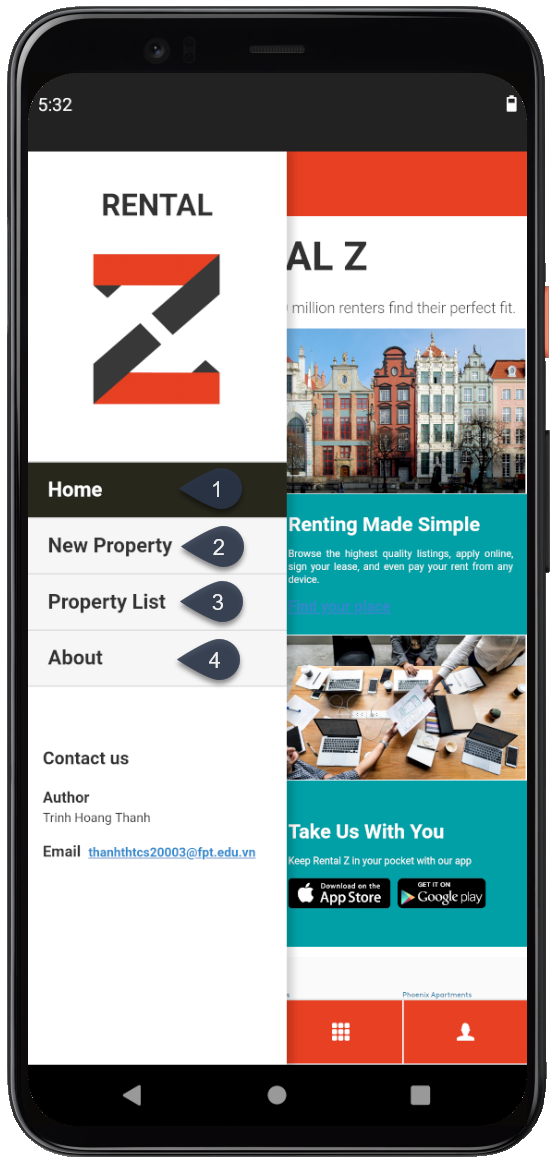 5:32
RENTAL
Home
1
New Property
2
Property List
3
About
4
Contact us
Author
Trinh Hoang Thanh
Email thanhthtcs20003@fpt.edu.vn
AL Z
million renters find their perfect fit.
Renting Made Simple
Browse the highest quality listings, apply online,
sign your lease, and even pay your rent from any
device.
Find your place
Take Us With You
Keep Rental Z in your pocket with our app
Download on the
App Store
GET IT ON
Google play
Phoenix Apartments